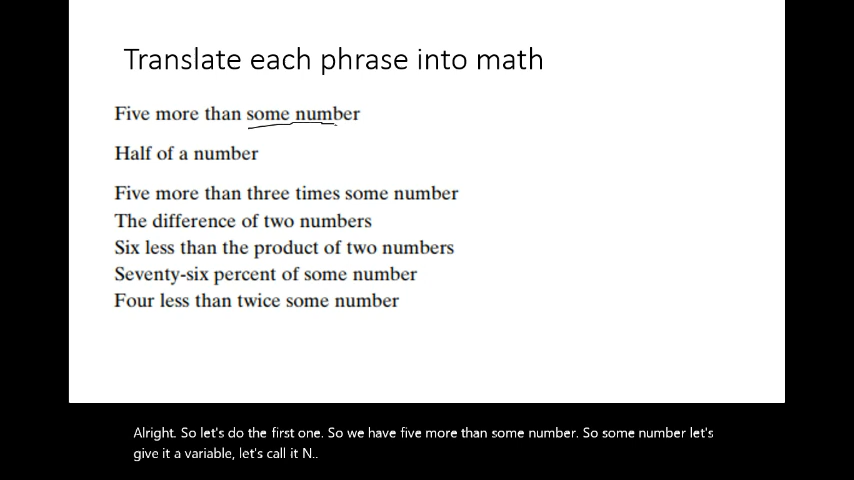 Translate each phrase into math
Five more than some number
Half of a number
Five more than three times some number
The difference of two numbers
Six less than the product of two numbers
Seventy-six percent of some number
Four less than twice some number
Alright. So let's do the first one. So we have five more than some number. So some number let's
give it a variable, let's call it N..